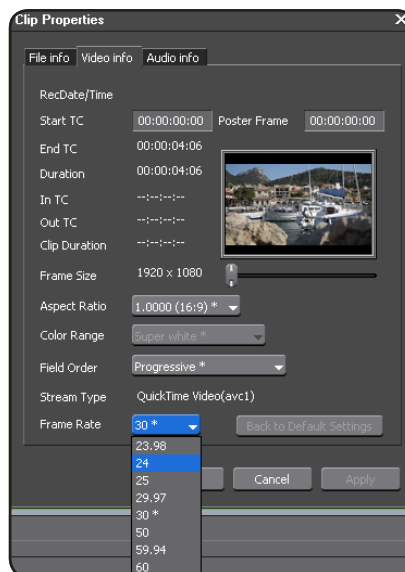 Clip Properties X
File info Video info Audio info
RecDate/Time
Start TC 00:00:00:00 Poster Frame 00:00:00:00
End TC 00:00:04:06
Duration 00:00:04:06
In TC --:--:--:--
Out TC --:--:--:--
Clip Duration --:--:--:--
Frame Size 1920 x 1080
Aspect Ratio 1.0000 (16:9) *
Color Range Super white *
Field Order Progressive *
Stream Type QuickTime Video(avc1)
Frame Rate 30 * Back to Default Settings
23.98
24
25
29.97
30 *
50
59.94
60
Cancel Apply